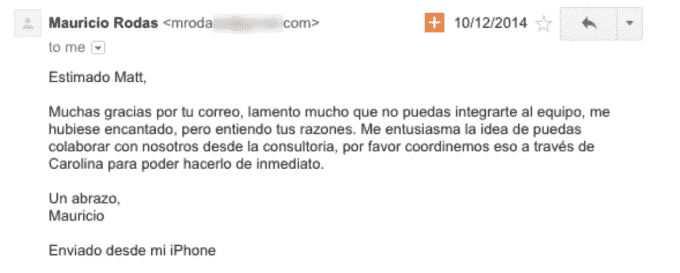 Mauricio Rodas <mroda com> 10/12/2014
to me
Estimado Matt,
Muchas gracias por tu correo, lamento mucho que no puedas integrarte al equipo, me
hubiese encantado, pero entiendo tus razones. Me entusiasma la idea de puedas
colaborar con nosotros desde la consultoria, por favor coordinemos eso a través de
Carolina para poder hacerlo de inmediato.
Un abrazo,
Mauricio
Enviado desde mi iPhone